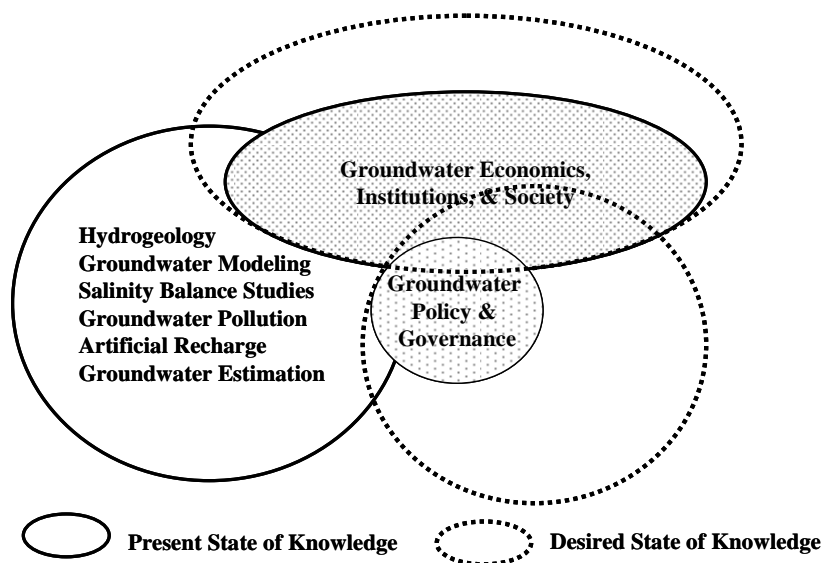 Groundwater Economics,
Institutions, & Society
Hydrogeology
Groundwater Modeling
Salinity Balance Studies
Groundwater Pollution
Artificial Recharge
Groundwater Estimation
Groundwater
Policy &
Governance
Present State of Knowledge
Desired State of Knowledge